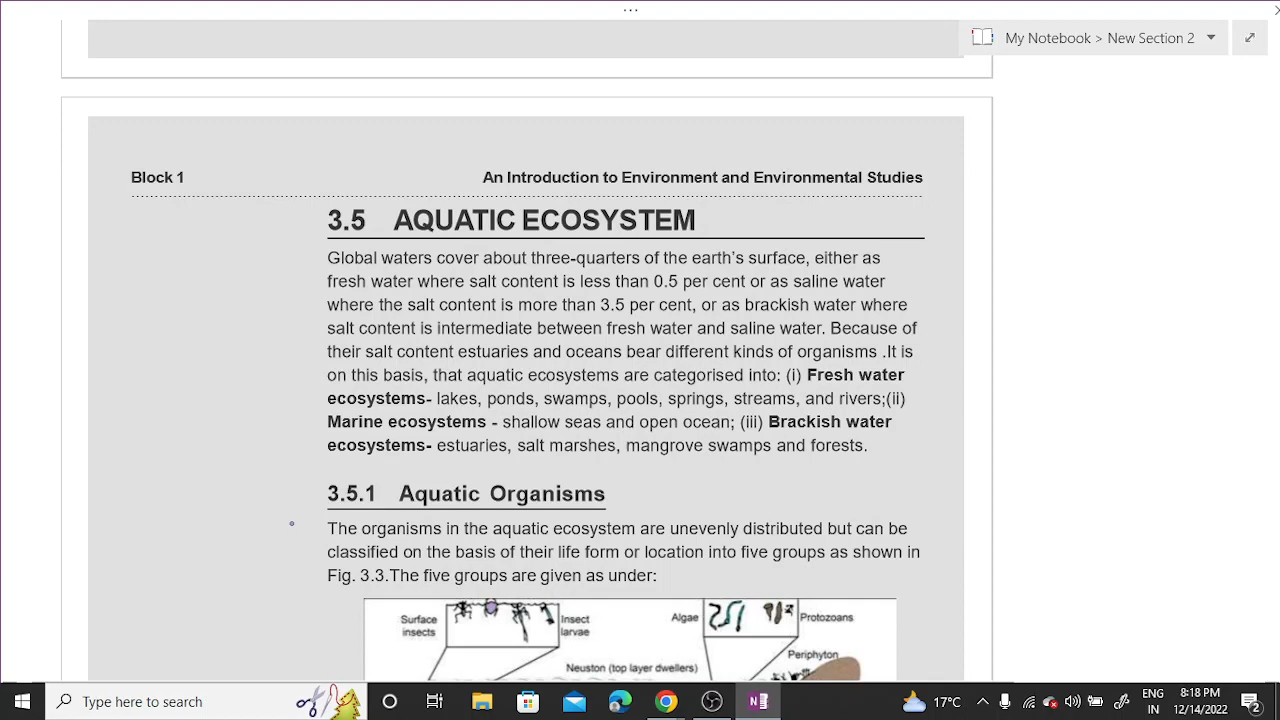 ...
My Notebook > New Section 2
Block 1
An Introduction to Environment and Environmental Studies
3.5 AQUATIC ECOSYSTEM
Global waters cover about three-quarters of the earth's surface, either as
fresh water where salt content is less than 0.5 per cent or as saline water
where the salt content is more than 3.5 per cent, or as brackish water where
salt content is intermediate between fresh water and saline water. Because of
their salt content estuaries and oceans bear different kinds of organisms .It is
on this basis, that aquatic ecosystems are categorised into: (i) Fresh water
ecosystems- lakes, ponds, swamps, pools, springs, streams, and rivers;(ii)
Marine ecosystems - shallow seas and open ocean; (iii) Brackish water
ecosystems- estuaries, salt marshes, mangrove swamps and forests.
3.5.1 Aquatic Organisms
The organisms in the aquatic ecosystem are unevenly distributed but can be
classified on the basis of their life form or location into five groups as shown in
Fig. 3.3.The five groups are given as under:
Surface
insects
Insect
larvae
Algae
Protozoans
Periphyton
Neuston (top layer dwellers)
Type here to search
17°C
ENG
IN
8:18 PM
12/14/2022
2